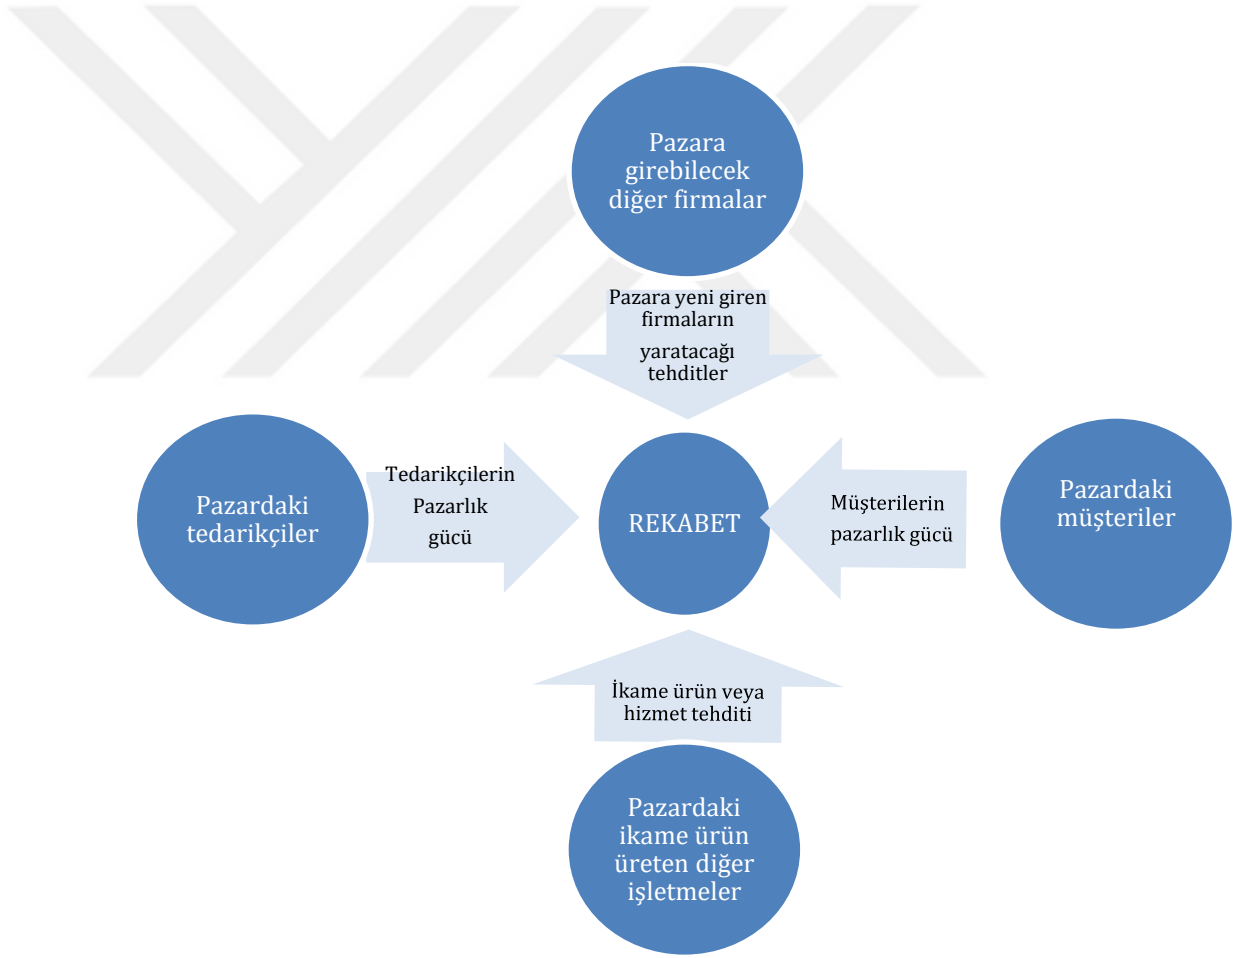 Pazara
girebilecek
diğer firmalar
Pazara yeni giren
firmaların
yaratacağı
tehditler
Pazardaki
tedarikçiler
Tedarikçilerin
Pazarlık
gücü
REKABET
Müşterilerin
pazarlık gücü
Pazardaki
müşteriler
İkame ürün veya
hizmet tehditi
Pazardaki
ikame ürün
üreten diğer
işletmeler